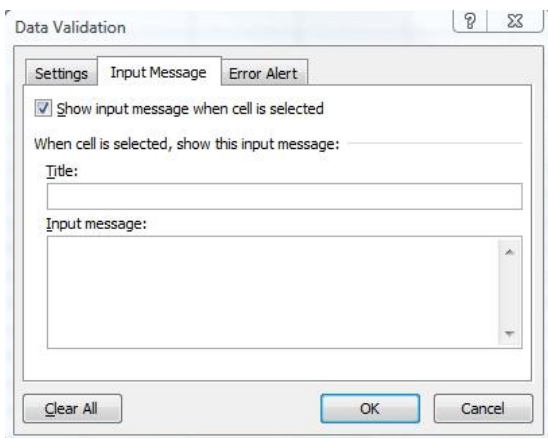 Data Validation
Settings Input Message Error Alert
Show input message when cell is selected
When cell is selected, show this input message:
Title:
Input message:
Clear All OK Cancel